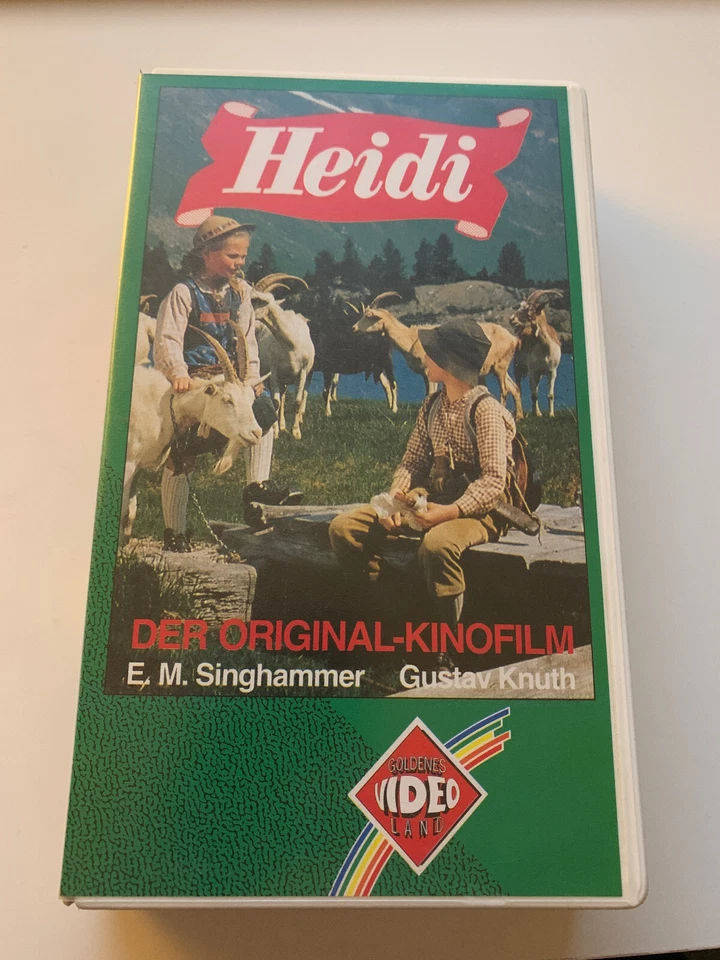 Heidi
DER ORIGINAL-KINOFILM
E. M. Singhammer Gustav Knuth
GOLDENES
VIDEO
LAND